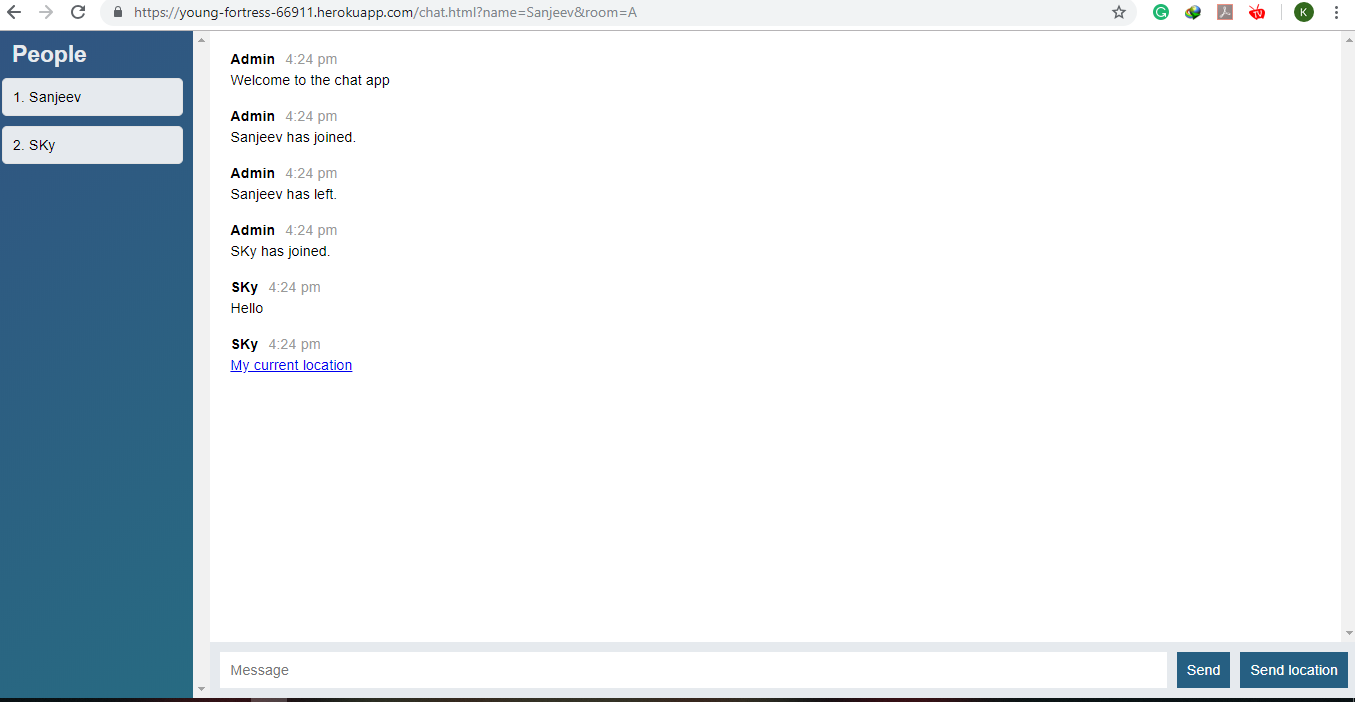 https://young-fortress-66911.herokuapp.com/chat.html?name=Sanjeev&room=A
K
People
1. Sanjeev
2. SKy
Admin 4:24 pm
Welcome to the chat app
Admin 4:24 pm
Sanjeev has joined.
Admin 4:24 pm
Sanjeev has left.
Admin 4:24 pm
SKy has joined.
SKy 4:24 pm
Hello
SKy 4:24 pm
My current location
Message
Send
Send location